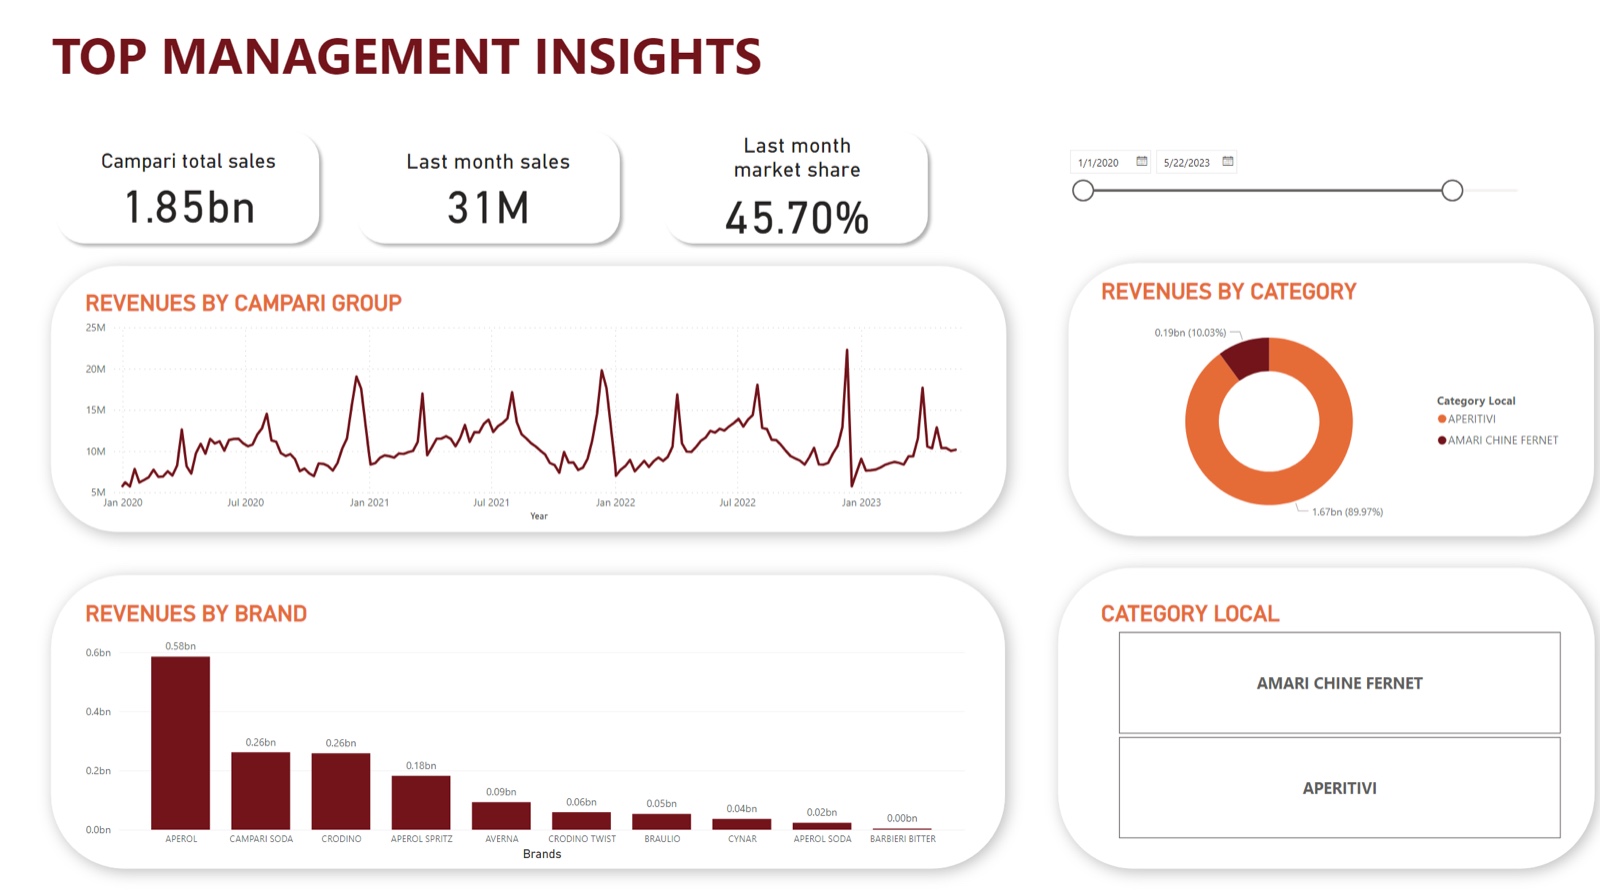 TOP MANAGEMENT INSIGHTS
Campari total sales
1.85bn
Last month sales
31M
Last month
market share
45.70%
1/1/2020
5/22/2023
REVENUES BY CAMPARI GROUP
25M
20M
15M
10M
5M
Jan 2020
Jul 2020
Jan 2021
Jul 2021
Jan 2022
Jul 2022
Jan 2023
Year
REVENUES BY CATEGORY
0.19bn (10.03%)
1.67bn (89.97%)
Category Local
APERITIVI
AMARI CHINE FERNET
REVENUES BY BRAND
0.6bn
0.4bn
0.2bn
0.0bn
0.58bn
0.26bn
0.26bn
0.18bn
0.09bn
0.06bn
0.05bn
0.04bn
0.02bn
0.00bn
APEROL
CAMPARI SODA
CRODINO
APEROL SPRITZ
AVERNA
CRODINO TWIST
BRAULIO
CYNAR
APEROL SODA
BARBIERI BITTER
Brands
CATEGORY LOCAL
AMARI CHINE FERNET
APERITIVI